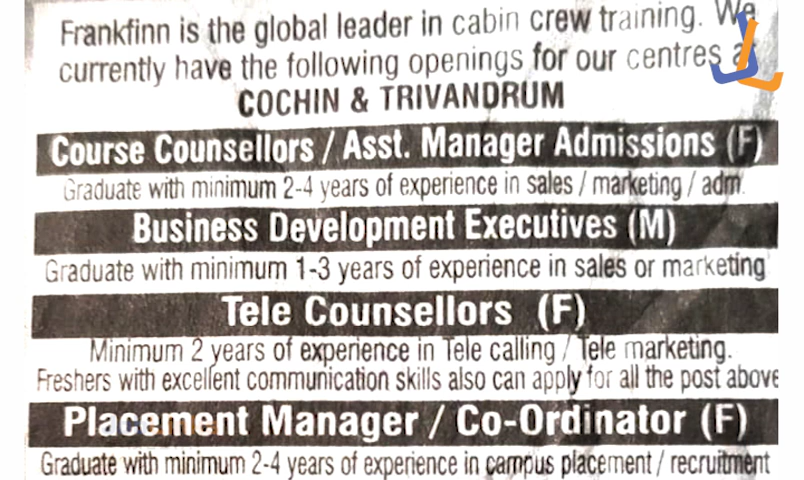 Frankfinn is the global leader in cabin crew training. We
currently have the following openings for our centres
COCHIN & TRIVANDRUM
Course Counsellors / Asst. Manager Admissions (F)
Graduate with minimum 2-4 years of experience in sales / marketing / adm.
Business Development Executives (M)
Graduate with minimum 1-3 years of experience in sales or marketing
Tele Counsellors (F)
Minimum 2 years of experience in Tele calling / Tele marketing.
Freshers with excellent communication skills also can apply for all the post above
Placement Manager / Co-Ordinator (F)
Graduate with minimum 2-4 years of experience in campus placement / recruitment